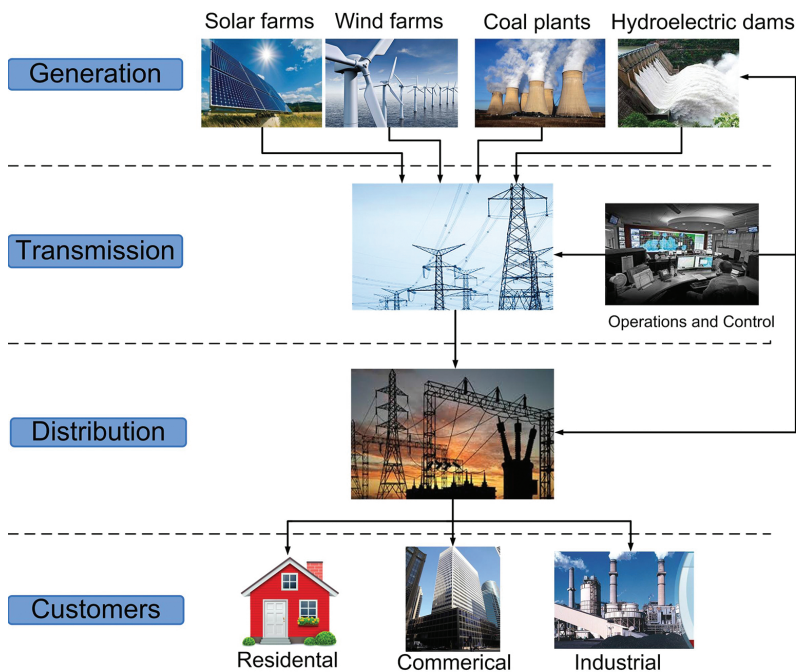 Solar farms
Wind farms
Coal plants
Hydroelectric dams
Generation
Transmission
Operations and Control
Distribution
Customers
Residental
Commerical
Industrial